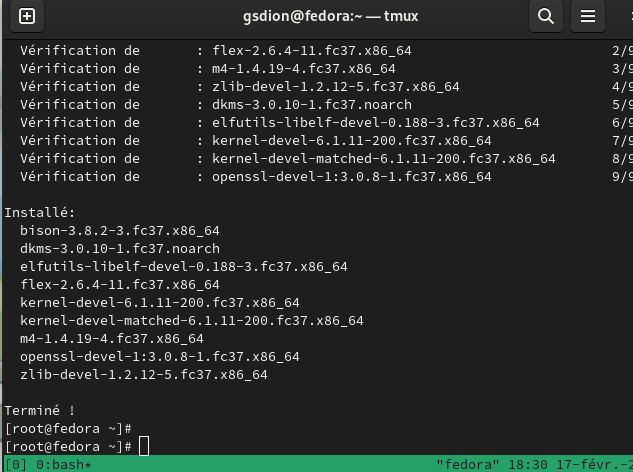 gsdion@fedora:~ — tmux
Vérification de : flex-2.6.4-11.fc37.x86_64 2/9
Vérification de : m4-1.4.19-4.fc37.x86_64 3/9
Vérification de : zlib-devel-1.2.12-5.fc37.x86_64 4/9
Vérification de : dkms-3.0.10-1.fc37.noarch 5/9
Vérification de : elfutils-libelf-devel-0.188-3.fc37.x86_64 6/9
Vérification de : kernel-devel-6.1.11-200.fc37.x86_64 7/9
Vérification de : kernel-devel-matched-6.1.11-200.fc37.x86_64 8/9
Vérification de : openssl-devel-1:3.0.8-1.fc37.x86_64 9/9
Installé:
bison-3.8.2-3.fc37.x86_64
dkms-3.0.10-1.fc37.noarch
elfutils-libelf-devel-0.188-3.fc37.x86_64
flex-2.6.4-11.fc37.x86_64
kernel-devel-6.1.11-200.fc37.x86_64
kernel-devel-matched-6.1.11-200.fc37.x86_64
m4-1.4.19-4.fc37.x86_64
openssl-devel-1:3.0.8-1.fc37.x86_64
zlib-devel-1.2.12-5.fc37.x86_64
Terminé !
[root@fedora ~]#
[root@fedora ~]#
[0] 0:bash* "fedora" 18:30 17-févr.-2